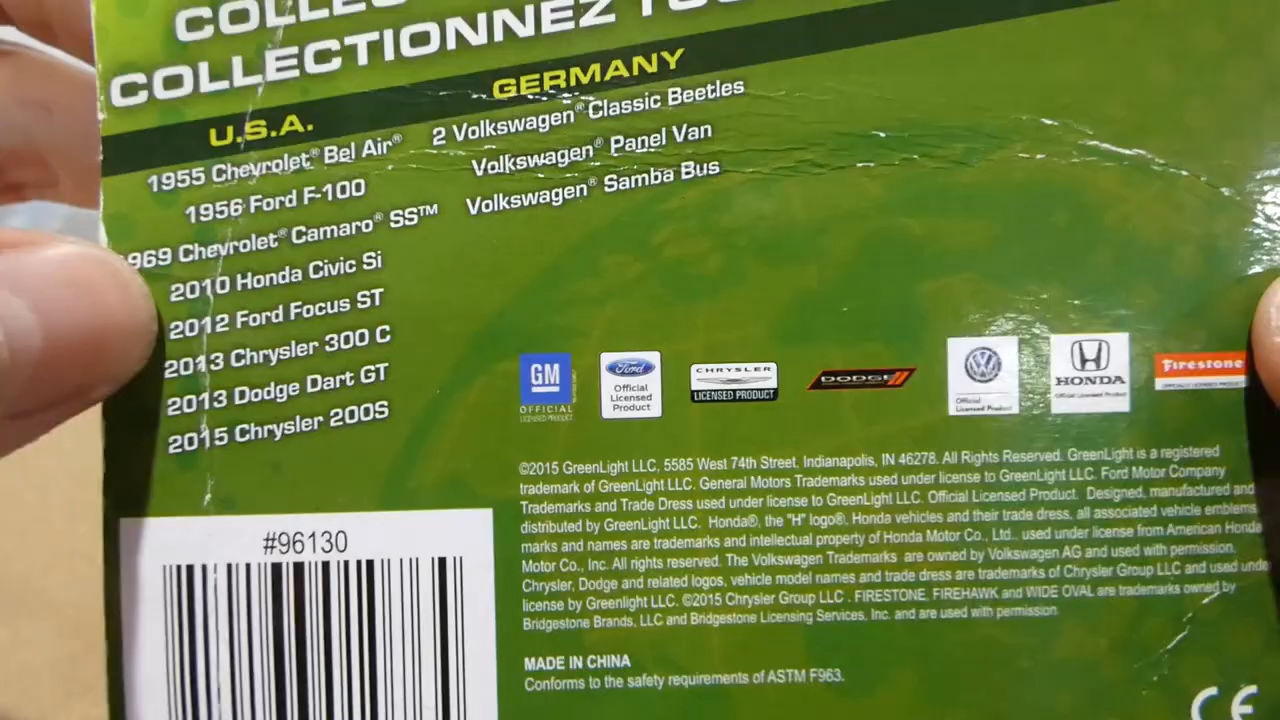 COLLEC
COLLECTIONNEZ TOU
U.S.A.
1955 Chevrolet® Bel Air®
1956 Ford F-100
969 Chevrolet® Camaro® SS™
2010 Honda Civic Si
2012 Ford Focus ST
2013 Chrysler 300 C
2013 Dodge Dart GT
2015 Chrysler 200S
GERMANY
2 Volkswagen® Classic Beetles
Volkswagen® Panel Van
Volkswagen® Samba Bus
GM
OFFICIAL
LICENSED PRODUCT
Ford
Official
Licensed
Product
CHRYSLER
LICENSED PRODUCT
DODGE
Official
Licensed Product
HONDA
Official Licensed Product
Firestone
OFFICIALLY LICENSED PRODUCT
©2015 GreenLight LLC, 5585 West 74th Street, Indianapolis, IN 46278. All Rights Reserved. GreenLight is a registered
trademark of GreenLight LLC. General Motors Trademarks used under license to GreenLight LLC. Ford Motor Company
Trademarks and Trade Dress used under license to GreenLight LLC. Official Licensed Product. Designed, manufactured and
distributed by GreenLight LLC. Honda®, the "H" logo®, Honda vehicles and their trade dress, all associated vehicle emblems
marks and names are trademarks and intellectual property of Honda Motor Co., Ltd.. used under license from American Honda
Motor Co., Inc. All rights reserved. The Volkswagen Trademarks are owned by Volkswagen AG and used with permission.
Chrysler, Dodge and related logos, vehicle model names and trade dress are trademarks of Chrysler Group LLC and used under
license by Greenlight LLC. ©2015 Chrysler Group LLC . FIRESTONE, FIREHAWK and WIDE OVAL are trademarks owned by
Bridgestone Brands, LLC and Bridgestone Licensing Services, Inc. and are used with permission
MADE IN CHINA
Conforms to the safety requirements of ASTM F963.
#96130
CE